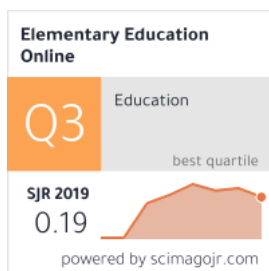 Elementary Education
Online
Q3
Education
best quartile
SJR 2019
0.19
powered by scimagojr.com